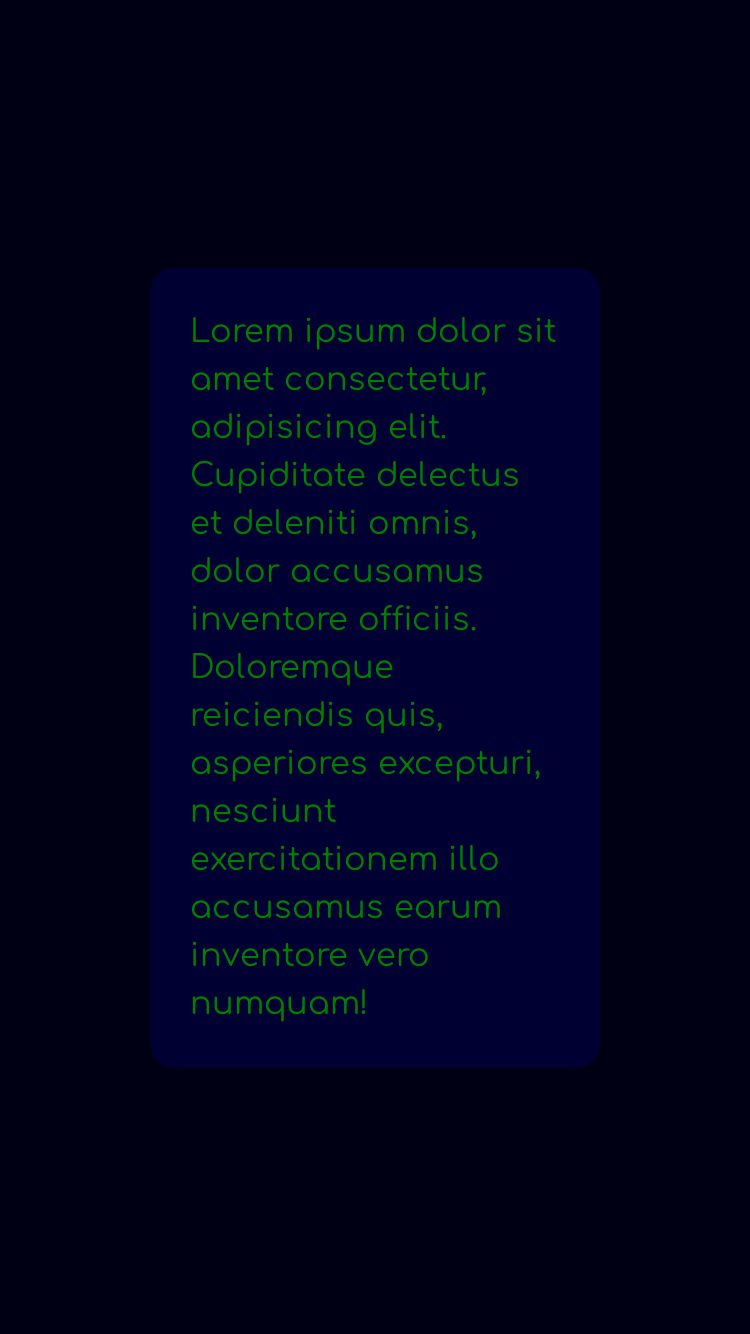 Lorem ipsum dolor sit
amet consectetur,
adipisicing elit.
Cupiditate delectus
et deleniti omnis,
dolor accusamus
inventore officiis.
Doloremque
reiciendis quis,
asperiores excepturi,
nesciunt
exercitationem illo
accusamus earum
inventore vero
numquam!